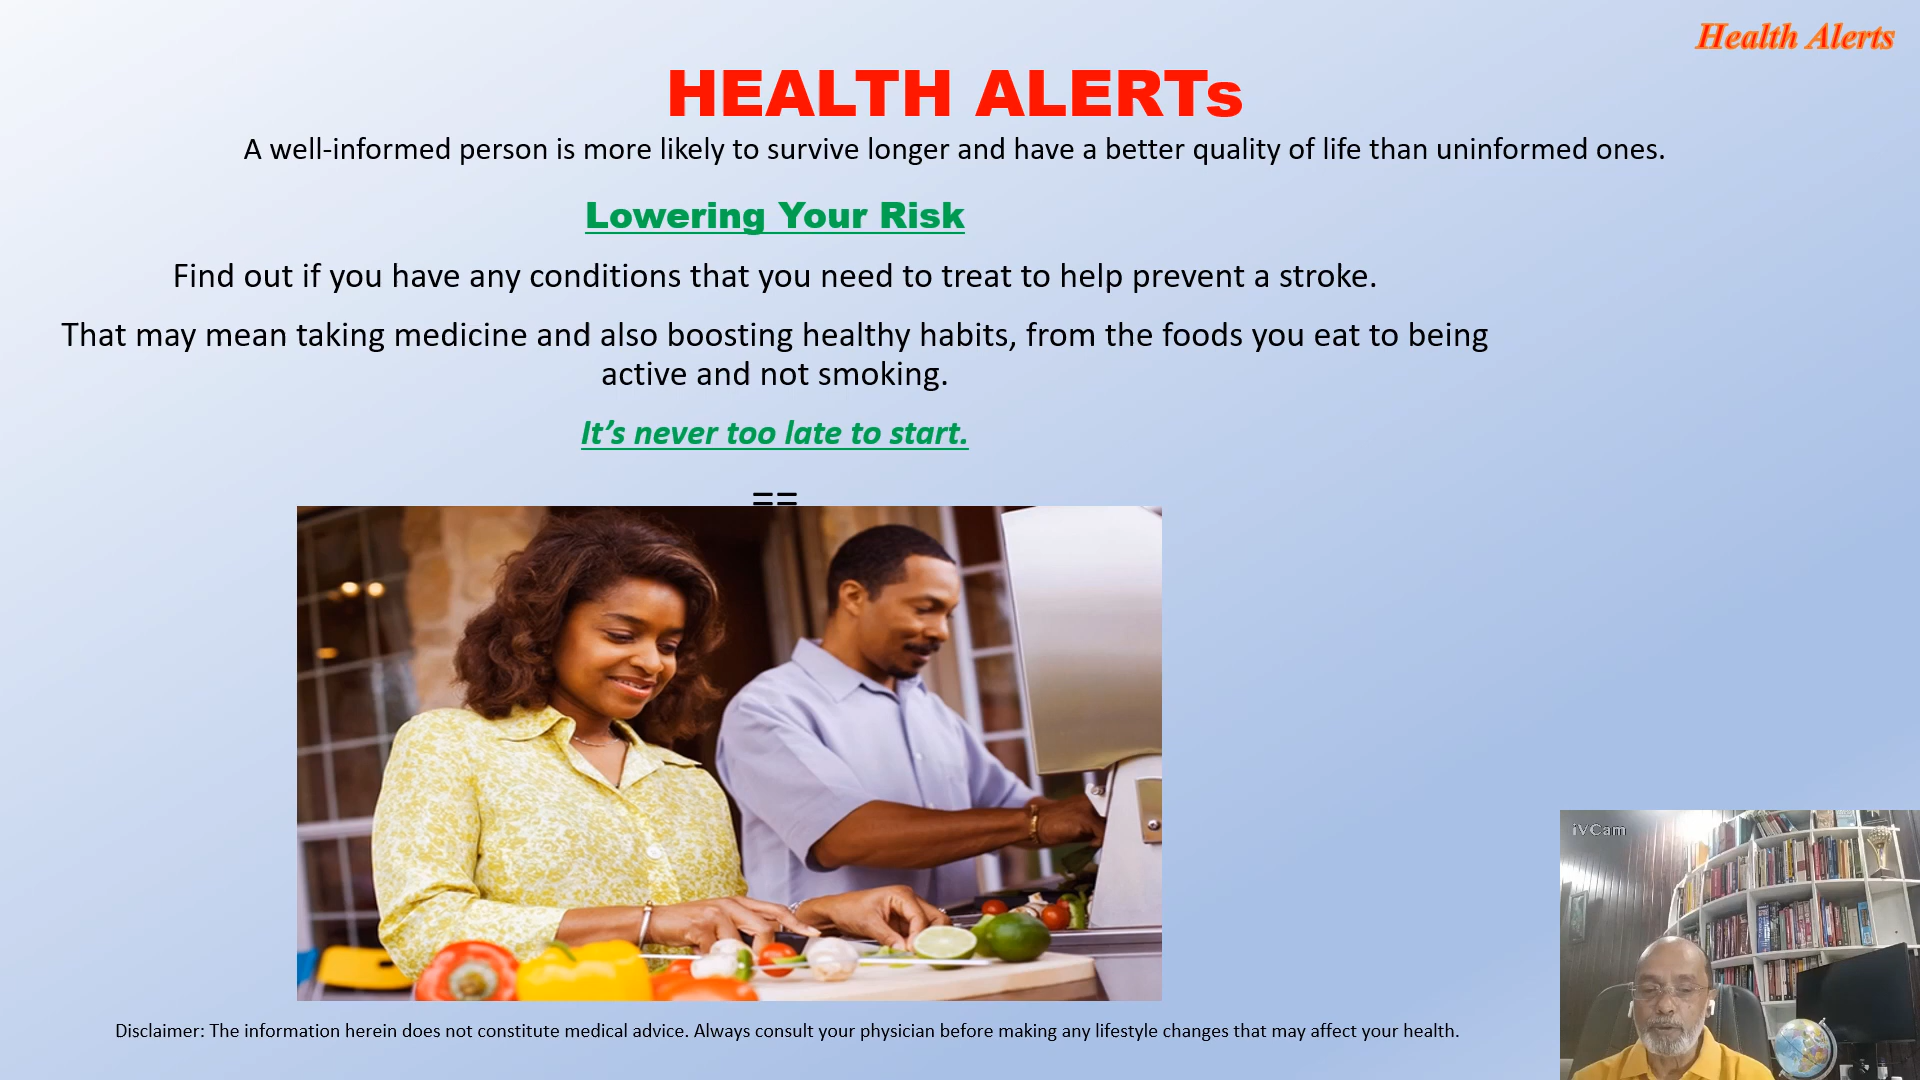 Health Alerts
HEALTH ALERTs
A well-informed person is more likely to survive longer and have a better quality of life than uninformed ones.
Lowering Your Risk
Find out if you have any conditions that you need to treat to help prevent a stroke.
That may mean taking medicine and also boosting healthy habits, from the foods you eat to being
active and not smoking.
It’s never too late to start.
==
iVCam
Disclaimer: The information herein does not constitute medical advice. Always consult your physician before making any lifestyle changes that may affect your health.